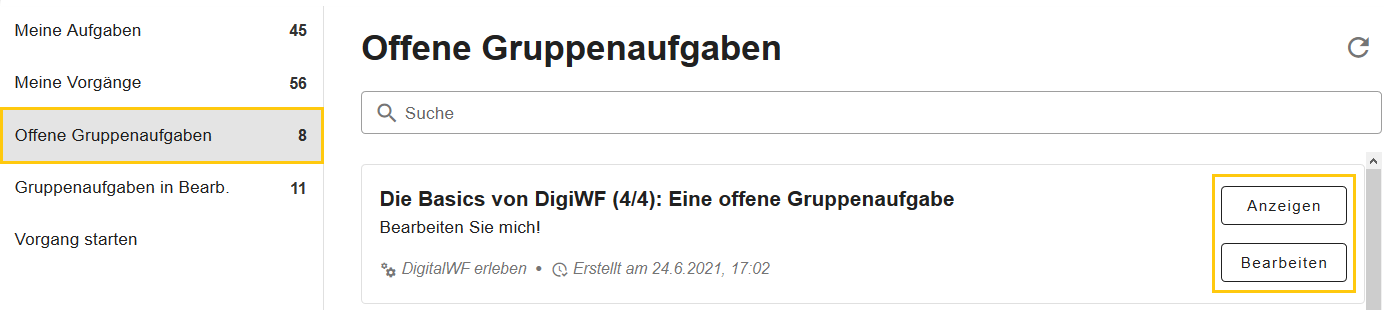 Meine Aufgaben 45
Meine Vorgänge 56
Offene Gruppenaufgaben 8
Gruppenaufgaben in Bearb. 11
Vorgang starten
Offene Gruppenaufgaben
Suche
Die Basics von DigiWF (4/4): Eine offene Gruppenaufgabe
Bearbeiten Sie mich!
DigitalWF erleben • Erstellt am 24.6.2021, 17:02
Anzeigen
Bearbeiten